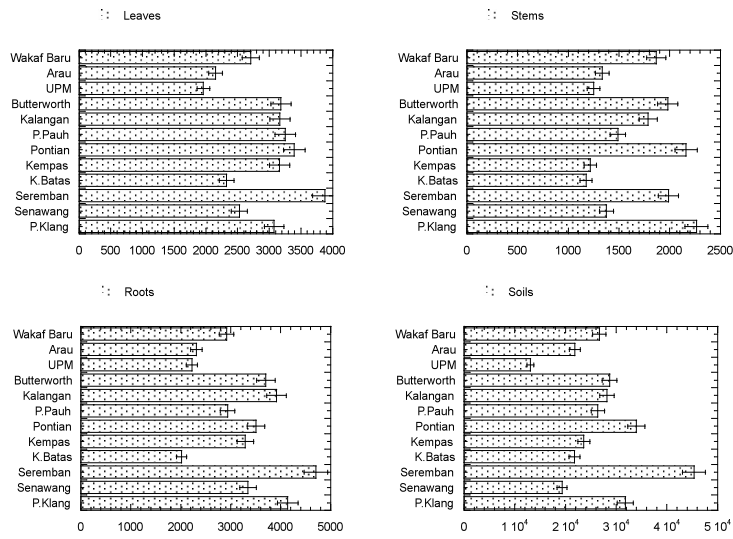 Leaves
Wakaf Baru
Arau
UPM
Butterworth
Kalangan
P.Pauh
Pontian
Kempas
K.Batas
Seremban
Senawang
P.Klang
0 500 1000 1500 2000 2500 3000 3500 4000
Stems
Wakaf Baru
Arau
UPM
Butterworth
Kalangan
P.Pauh
Pontian
Kempas
K.Batas
Seremban
Senawang
P.Klang
0 500 1000 1500 2000 2500
Roots
Wakaf Baru
Arau
UPM
Butterworth
Kalangan
P.Pauh
Pontian
Kempas
K.Batas
Seremban
Senawang
P.Klang
0 1000 2000 3000 4000 5000
Soils
Wakaf Baru
Arau
UPM
Butterworth
Kalangan
P.Pauh
Pontian
Kempas
K.Batas
Seremban
Senawang
P.Klang
0 1 10⁴ 2 10⁴ 3 10⁴ 4 10⁴ 5 10⁴